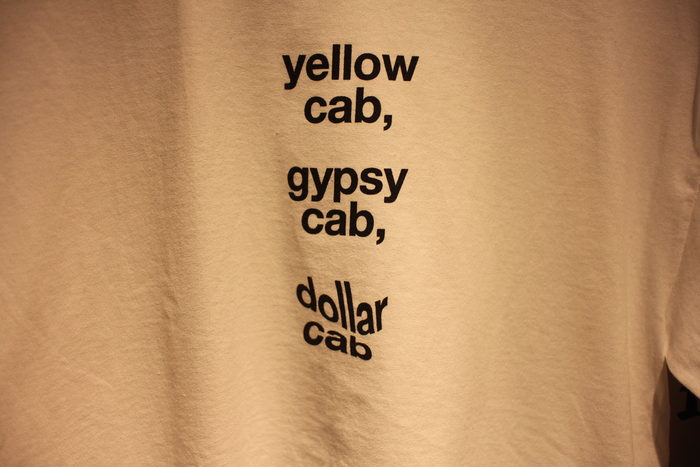 yellow
cab,
gypsy
cab,
dollar
cab